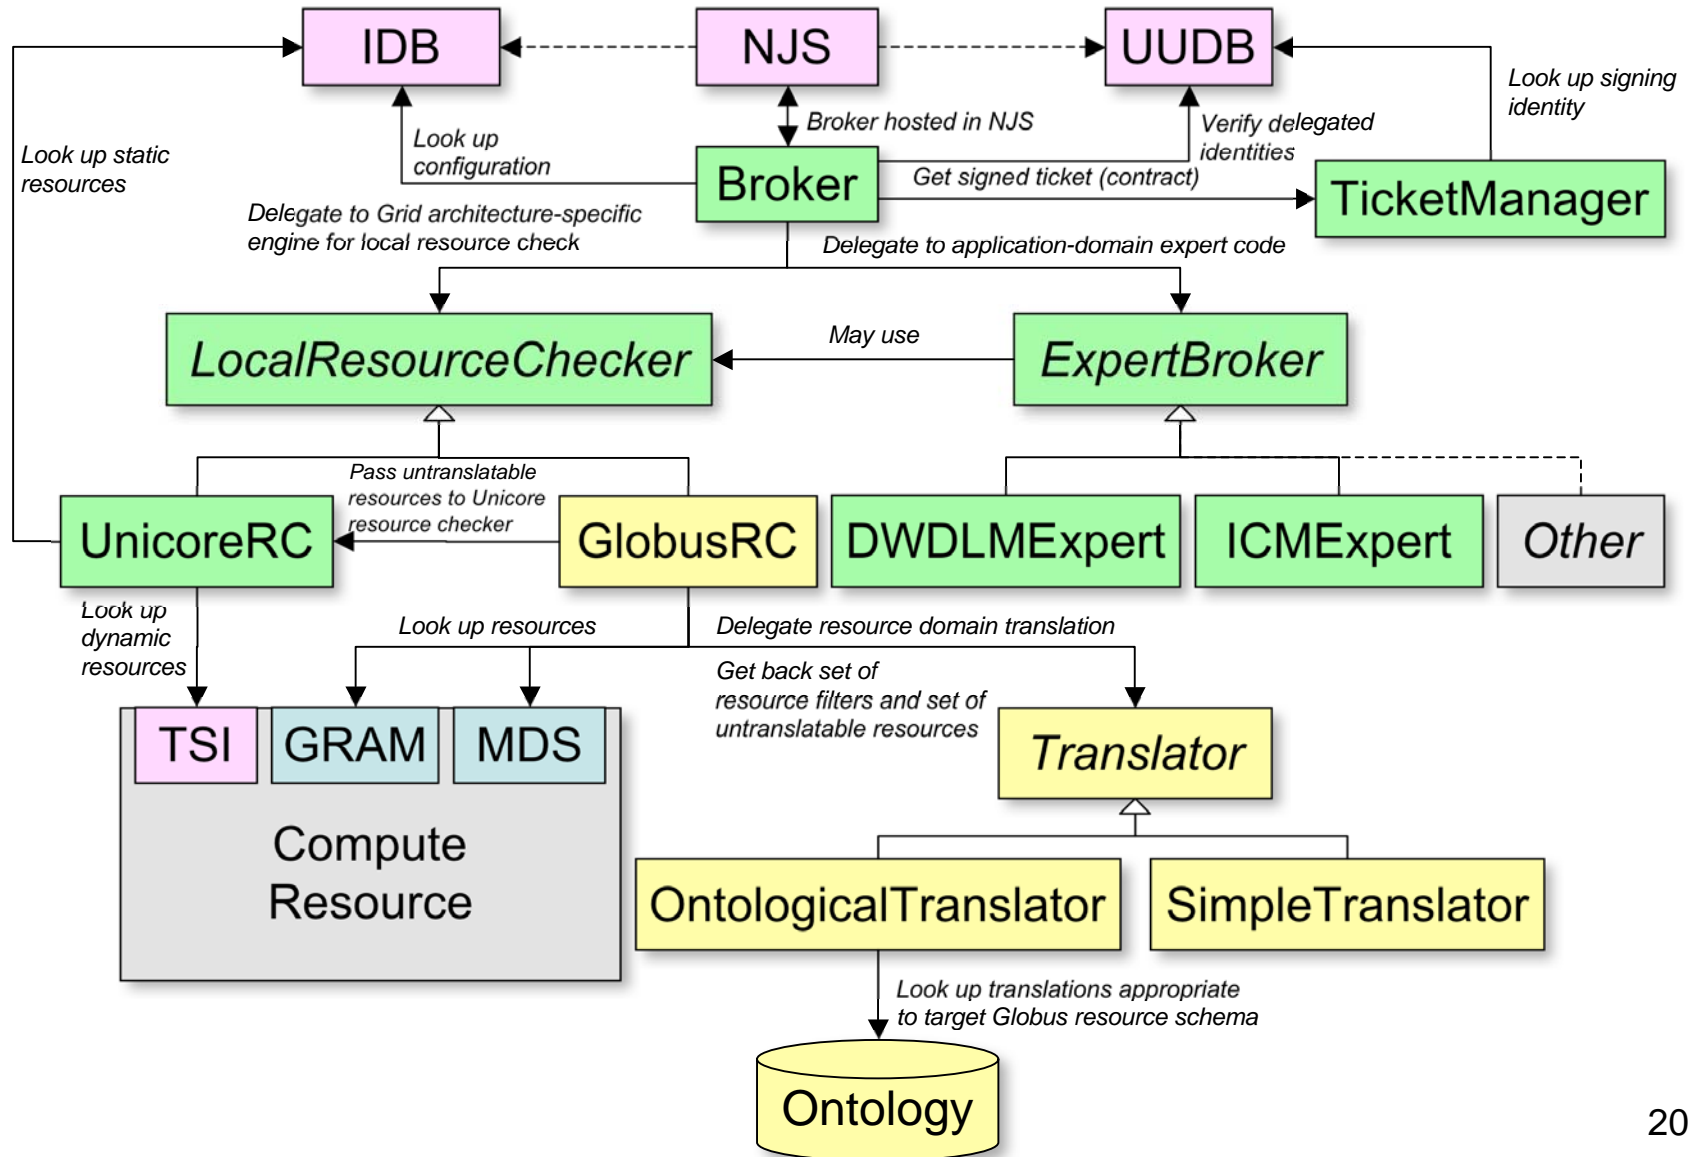 IDB
NJS
UUDB
Look up signing
identity
Broker hosted in NJS
Verify delegated
identities
Look up
configuration
Look up static
resources
Broker
Get signed ticket (contract)
TicketManager
Delegate to Grid architecture-specific
engine for local resource check
Delegate to application-domain expert code
LocalResourceChecker
May use
ExpertBroker
Pass untranslatable
resources to Unicore
resource checker
UnicoreRC
GlobusRC
DWDLMExpert
ICMExpert
Other
Look up
dynamic
resources
Look up resources
Delegate resource domain translation
Get back set of
resource filters and set of
untranslatable resources
TSI
GRAM
MDS
Translator
Compute
Resource
OntologicalTranslator
SimpleTranslator
Look up translations appropriate
to target Globus resource schema
Ontology
20